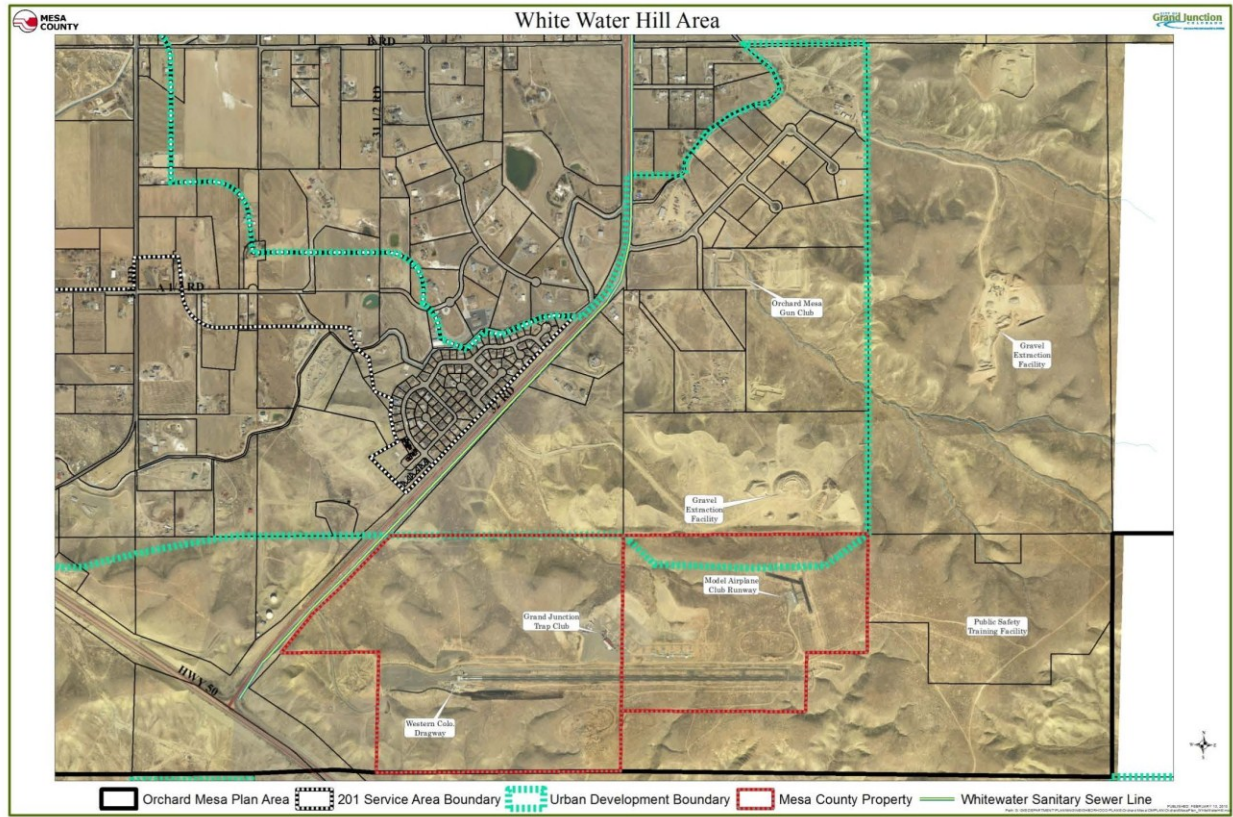 MESA
COUNTY
White Water Hill Area
Grand Junction
COLORADO
B RD
31 1/2 RD
RD
RD
Orchard Mesa
Gun Club
Gravel
Extraction
Facility
RD
Gravel
Extraction
Facility
Model Airplane
Club Runway
Grand Junction
Trap Club
Public Safety
Training Facility
HWY 50
Western Colo.
Dragway
Orchard Mesa Plan Area
201 Service Area Boundary
Urban Development Boundary
Mesa County Property
Whitewater Sanitary Sewer Line